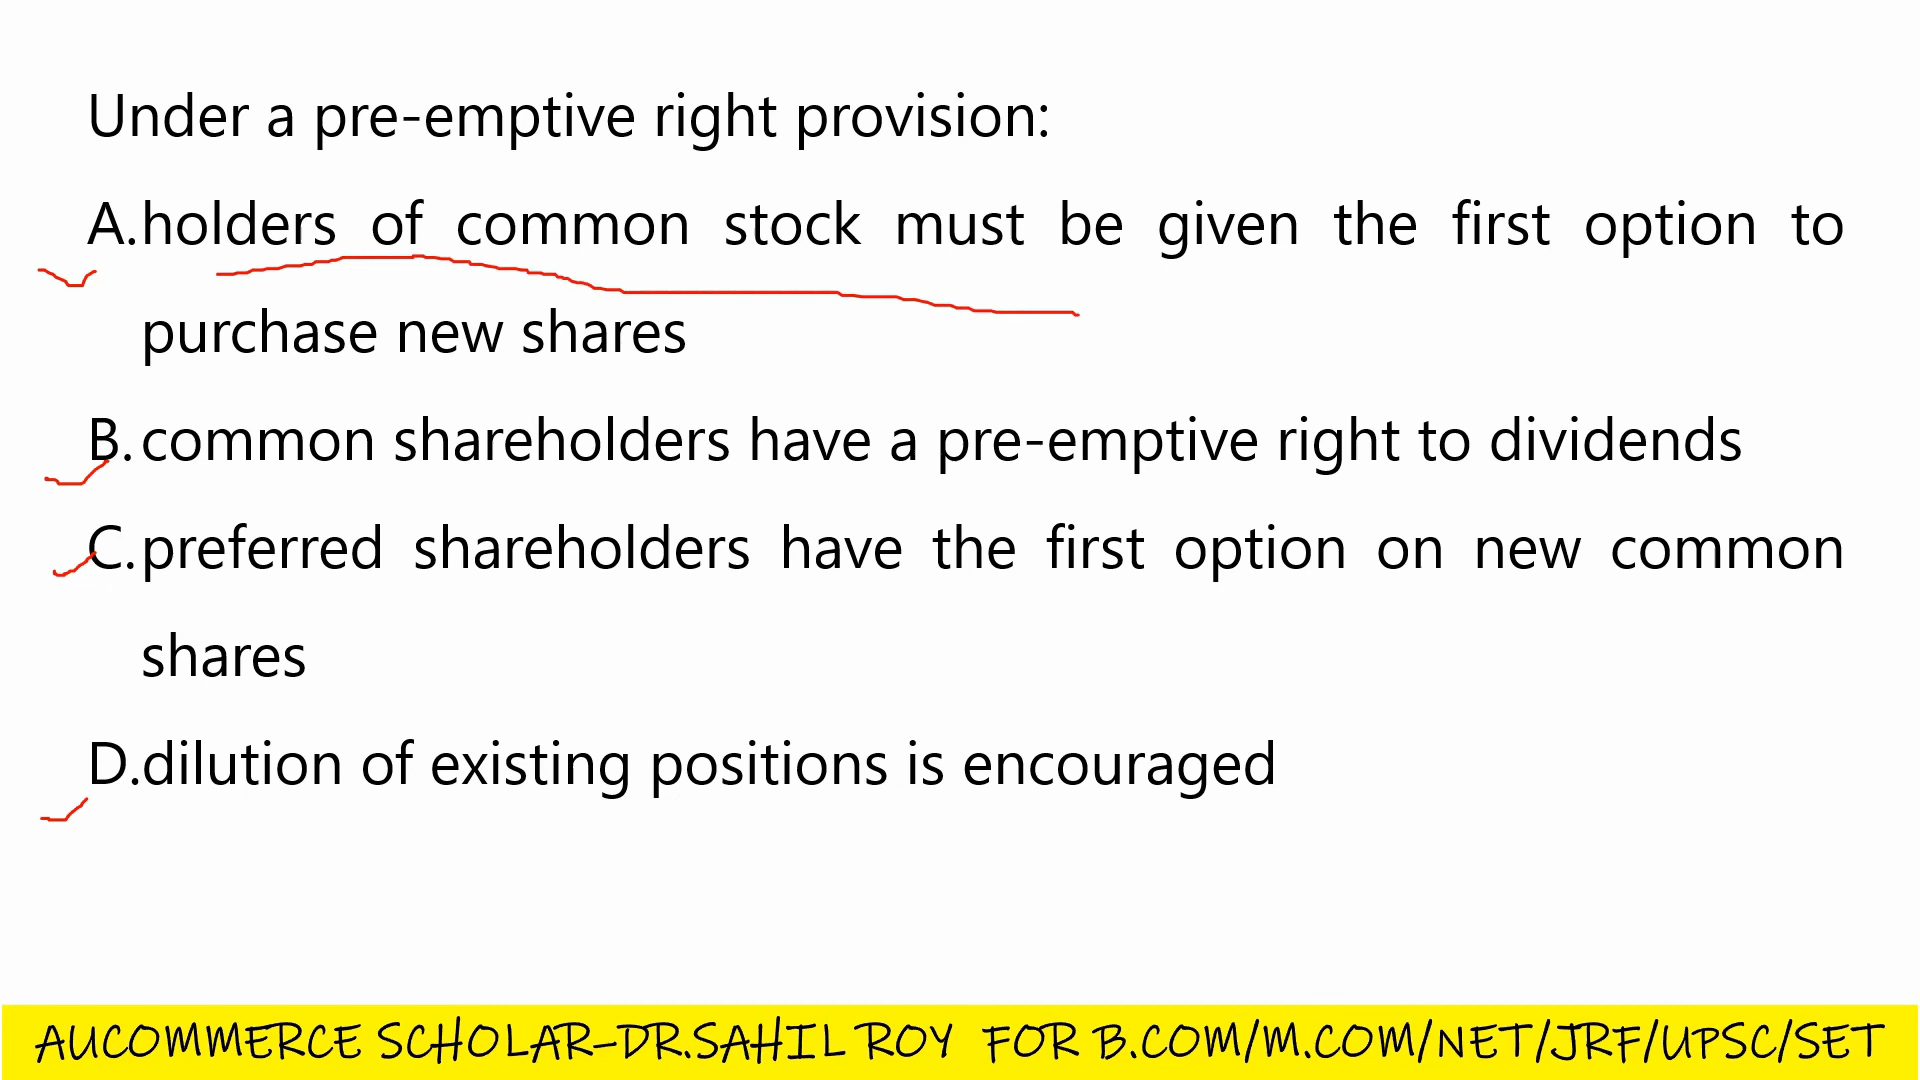 Under a pre-emptive right provision:
A.holders of common stock must be given the first option to
purchase new shares
B.common shareholders have a pre-emptive right to dividends
C.preferred shareholders have the first option on new common
shares
D.dilution of existing positions is encouraged
AUCOMMERCE SCHOLAR-DR.SAHIL ROY FOR B.COM/M.COM/NET/JRF/UPSC/SET